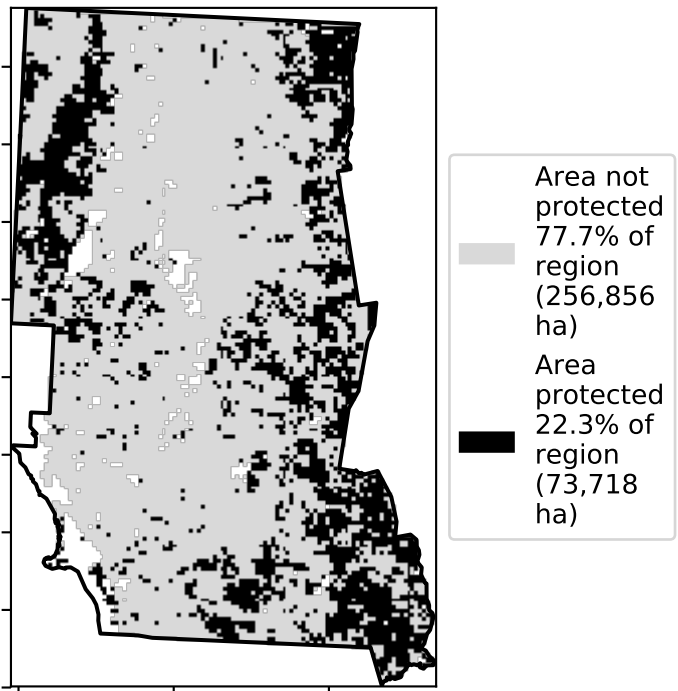 Area not
protected
77.7% of
region
(256,856
ha)
Area
protected
22.3% of
region
(73,718
ha)